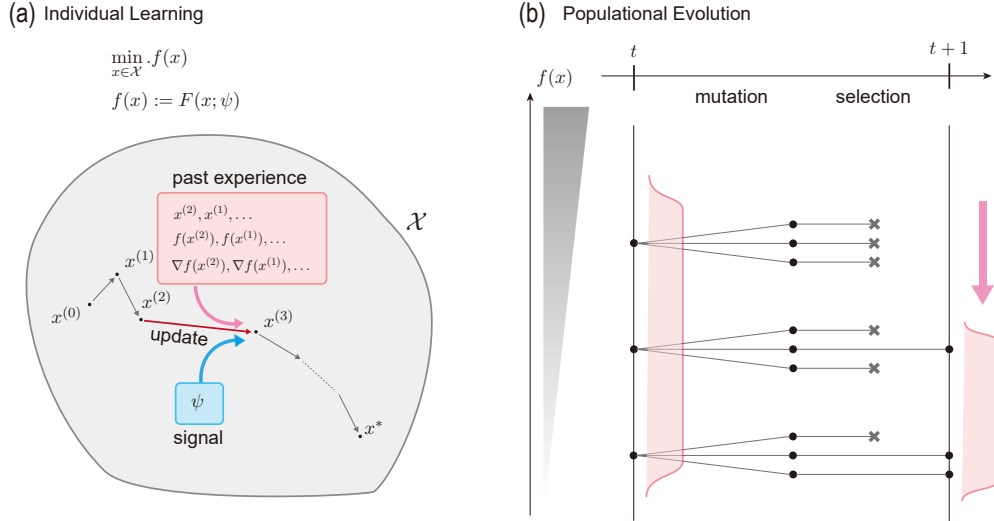 (a) Individual Learning
min . f(x)
x∈𝒳
f(x) := F(x; ψ)
past experience
x^(2), x^(1), . . .
f(x^(2)), f(x^(1)), . . .
∇f(x^(2)), ∇f(x^(1)), . . .
𝒳
x^(0)
x^(1)
x^(2)
x^(3)
update
ψ
signal
x*
(b) Populational Evolution
t
t + 1
f(x)
mutation
selection